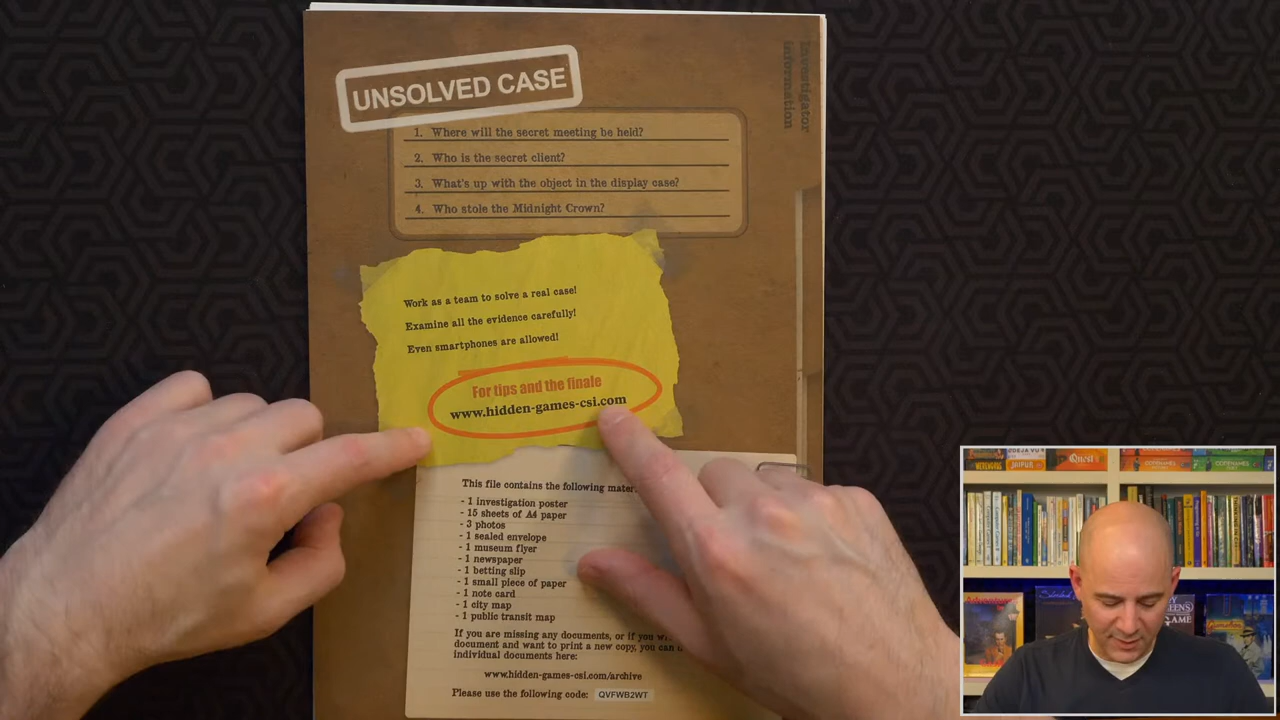 Investigator
information
UNSOLVED CASE
1. Where will the secret meeting be held?
2. Who is the secret client?
3. What's up with the object in the display case?
4. Who stole the Midnight Crown?
Work as a team to solve a real case!
Examine all the evidence carefully!
Even smartphones are allowed!
For tips and the finale
www.hidden-games-csi.com
This file contains the following
- 1 investigation poster
- 15 sheets of A4 paper
- 3 photos
- 1 sealed envelope
- 1 museum flyer
- 1 newspaper
- 1 betting slip
- 1 small piece of paper
- 1 note card
- 1 city map
- 1 public transit map
If you are missing any documents, or if you
document and want to print a new copy, you can
individual documents here:
www.hidden-games-csi.com/archive
Please use the following code: QVFWB2WT